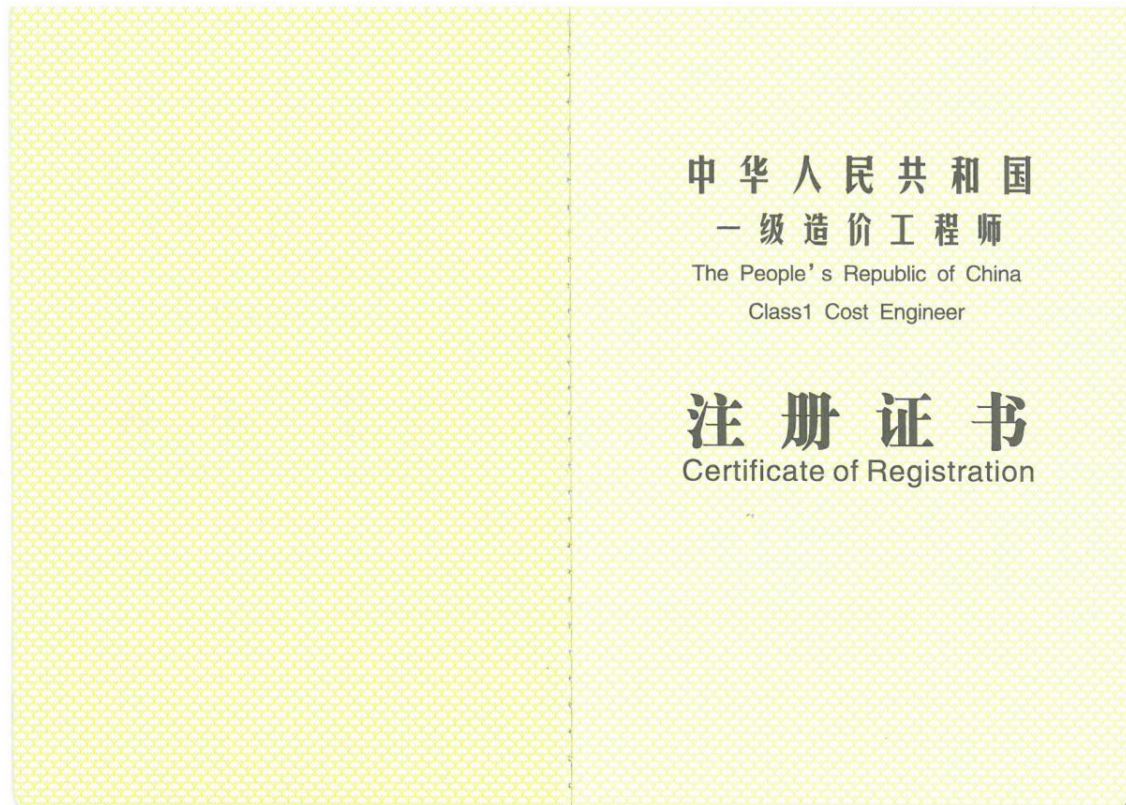 中华人民共和国
一级造价工程师
The People's Republic of China
Class1 Cost Engineer
注册证书
Certificate of Registration